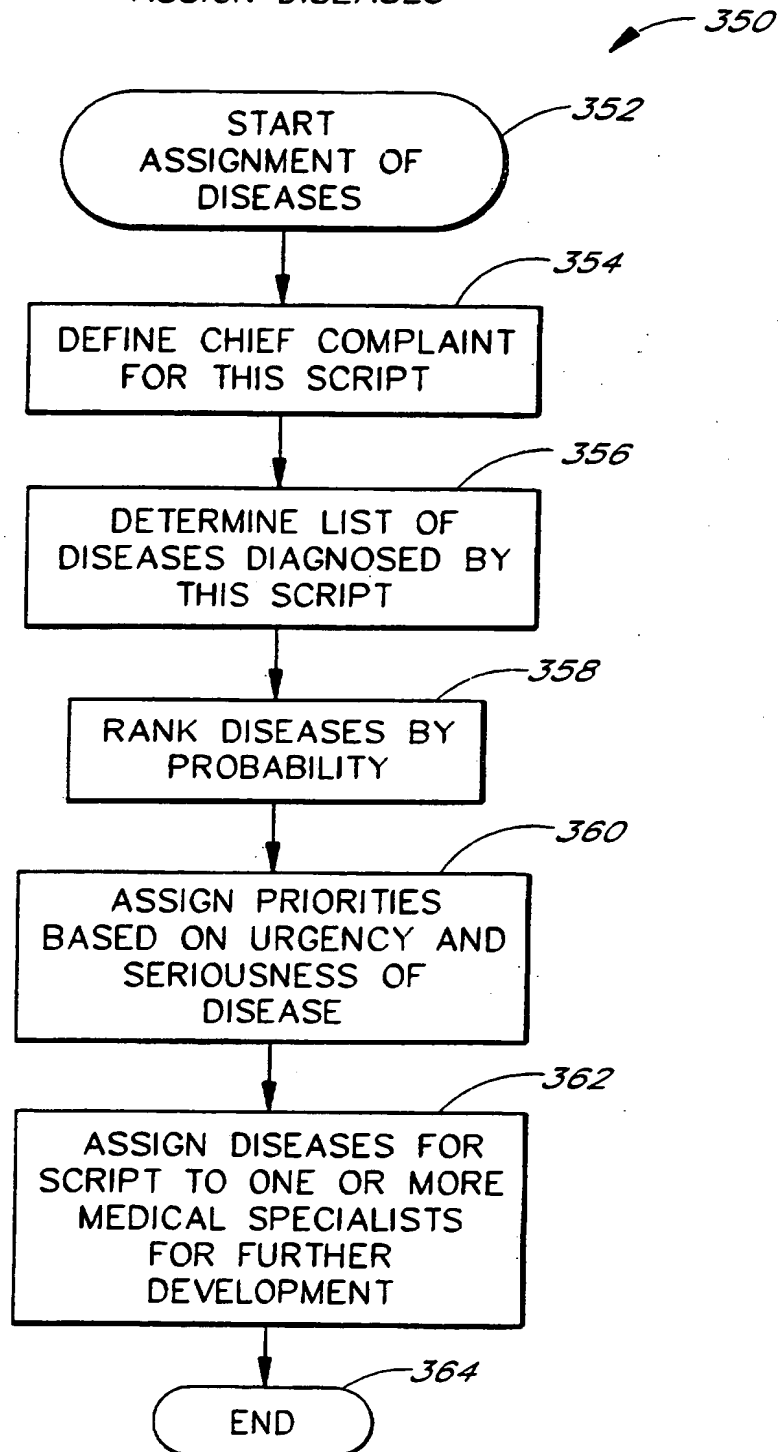 ASSIGN DISEASES
350
START
ASSIGNMENT OF
DISEASES
352
354
DEFINE CHIEF COMPLAINT
FOR THIS SCRIPT
356
DETERMINE LIST OF
DISEASES DIAGNOSED BY
THIS SCRIPT
358
RANK DISEASES BY
PROBABILITY
360
ASSIGN PRIORITIES
BASED ON URGENCY AND
SERIOUSNESS OF
DISEASE
362
ASSIGN DISEASES FOR
SCRIPT TO ONE OR MORE
MEDICAL SPECIALISTS
FOR FURTHER
DEVELOPMENT
364
END